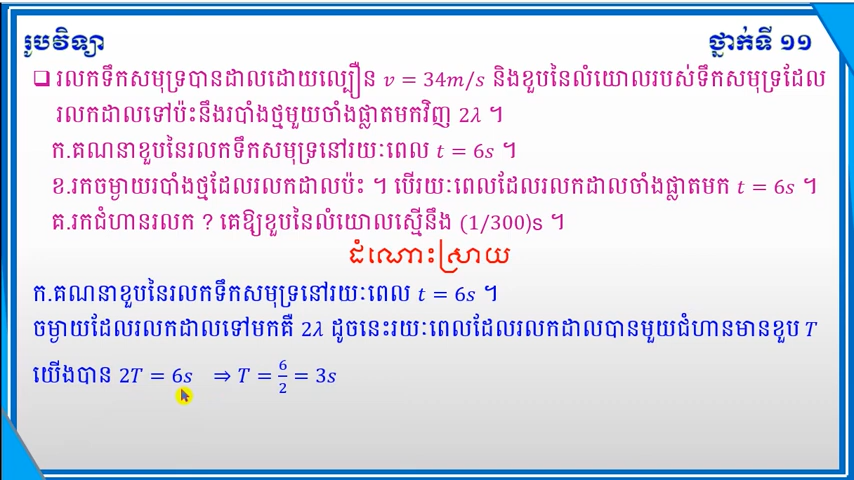 រូបវិទ្យា
ថ្នាក់ទី ១១
❑ រលកទឹកសមុទ្របានដាលដោយល្បឿន v = 34m/s និងខួបនៃលំយោលរបស់ទឹកសមុទ្រដែល
រលកដាលទៅប៉ះនឹងរបាំងថ្មមួយចាំងផ្លាតមកវិញ 2λ ។
ក.គណនាខួបនៃរលកទឹកសមុទ្រនៅរយៈពេល t = 6s ។
ខ.រកចម្ងាយរបាំងថ្មដែលរលកដាលប៉ះ ។ បើរយៈពេលដែលរលកដាលចាំងផ្លាតមក t = 6s ។
គ.រកជំហានរលក ? គេឱ្យខួបនៃលំយោលស្មើនឹង (1/300)s ។
ដំណោះស្រាយ
ក.គណនាខួបនៃរលកទឹកសមុទ្រនៅរយៈពេល t = 6s ។
ចម្ងាយដែលរលកដាលទៅមកគឺ 2λ ដូចនេះរយៈពេលដែលរលកដាលបានមួយជំហានមានខួប T
យើងបាន 2T = 6s ⇒ T = 6/2 = 3s